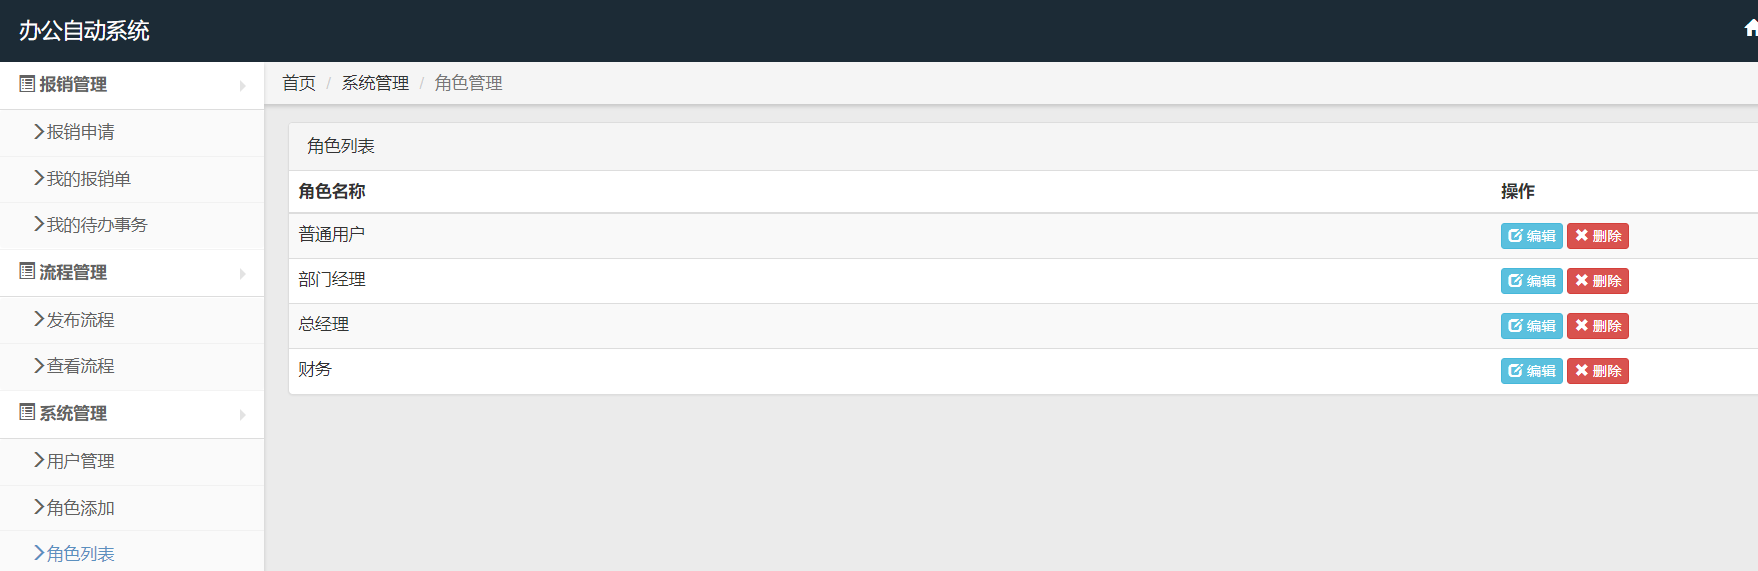 办公自动系统
报销管理
报销申请
我的报销单
我的待办事务
流程管理
发布流程
查看流程
系统管理
用户管理
角色添加
角色列表
首页 / 系统管理 / 角色管理
角色列表
角色名称 操作
普通用户 编辑 删除
部门经理 编辑 删除
总经理 编辑 删除
财务 编辑 删除